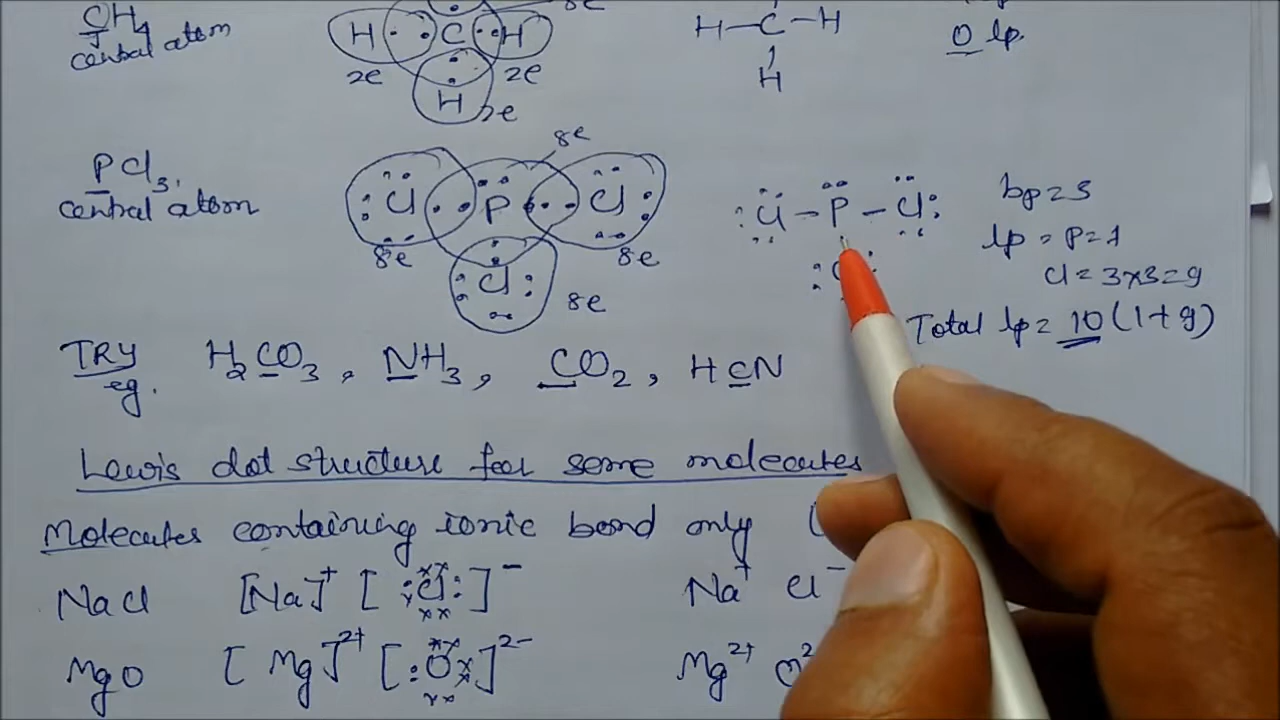 CH4
H C H H-C-H 0 lp
central atom
2e 2e
H H
2e
8e
PCl3.
central atom
Cl P Cl Cl-P-Cl bp=3
8e 8e lp = P=1
Cl 8e Cl = 3×3=9
Total lp= 10 (1+9)
TRY eg. H2CO3, NH3, CO2, HCN
Lewis dot structure for some molecules
Molecules containing ionic bond only
NaCl [Na]+ [Cl]- Na+ Cl-
MgO [Mg]2+ [O]2- Mg2+ O2